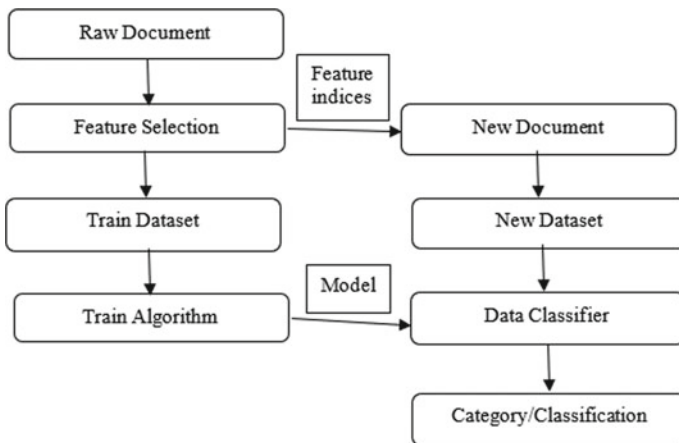 Raw Document
Feature
indices
Feature Selection
New Document
Train Dataset
New Dataset
Model
Train Algorithm
Data Classifier
Category/Classification